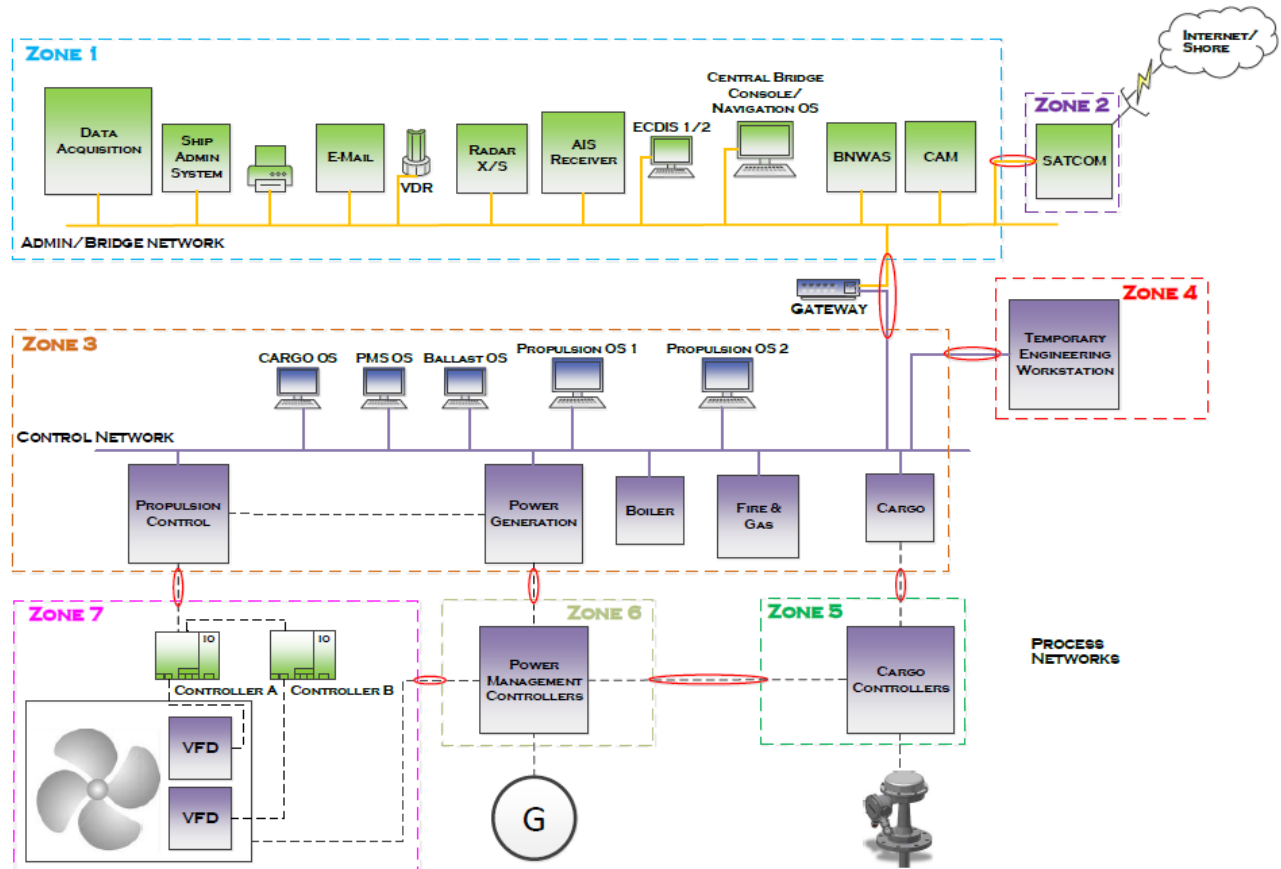 Internet/
Shore
Zone 1
Data
Acquisition
Ship
Admin
System
E-Mail
VDR
Radar
X/S
AIS
Receiver
ECDIS 1/2
Central Bridge
Console/
Navigation OS
BNWAS
CAM
Zone 2
SATCOM
Admin/Bridge network
Gateway
Zone 4
Temporary
Engineering
Workstation
Zone 3
Cargo OS
PMS OS
Ballast OS
Propulsion OS 1
Propulsion OS 2
Control Network
Propulsion
Control
Power
Generation
Boiler
Fire &
Gas
Cargo
Zone 7
IO
IO
Controller A
Controller B
VFD
VFD
Zone 6
Power
Management
Controllers
G
Zone 5
Cargo
Controllers
Process
Networks